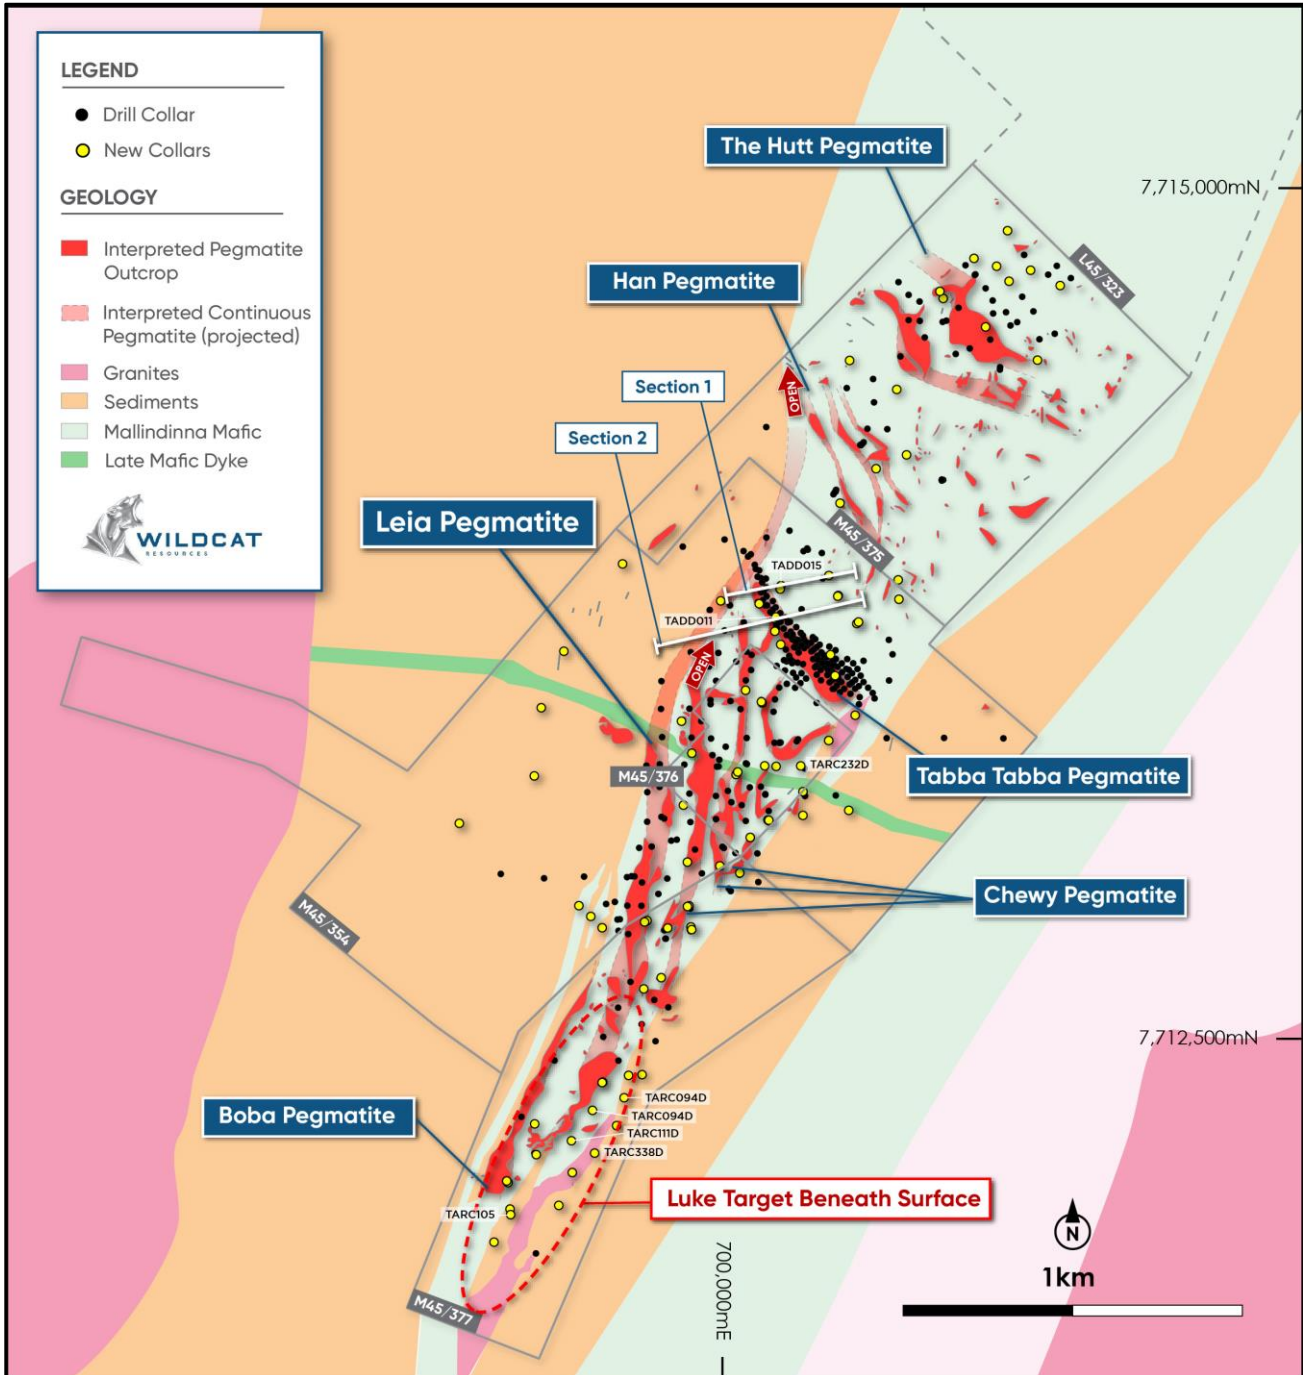 LEGEND
Drill Collar
New Collars
GEOLOGY
Interpreted Pegmatite
Outcrop
Interpreted Continuous
Pegmatite (projected)
Granites
Sediments
Mallindinna Mafic
Late Mafic Dyke
WILDCAT
RESOURCES
The Hutt Pegmatite
7,715,000mN
L45/323
Han Pegmatite
Section 1
OPEN
Section 2
Leia Pegmatite
M45/375
TADD015
TADD011
OPEN
M45/376
TARC232D
Tabba Tabba Pegmatite
Chewy Pegmatite
M45/354
7,712,500mN
Boba Pegmatite
TARC094D
TARC094D
TARC111D
TARC338D
Luke Target Beneath Surface
TARC105
M45/377
700,000mE
N
1km